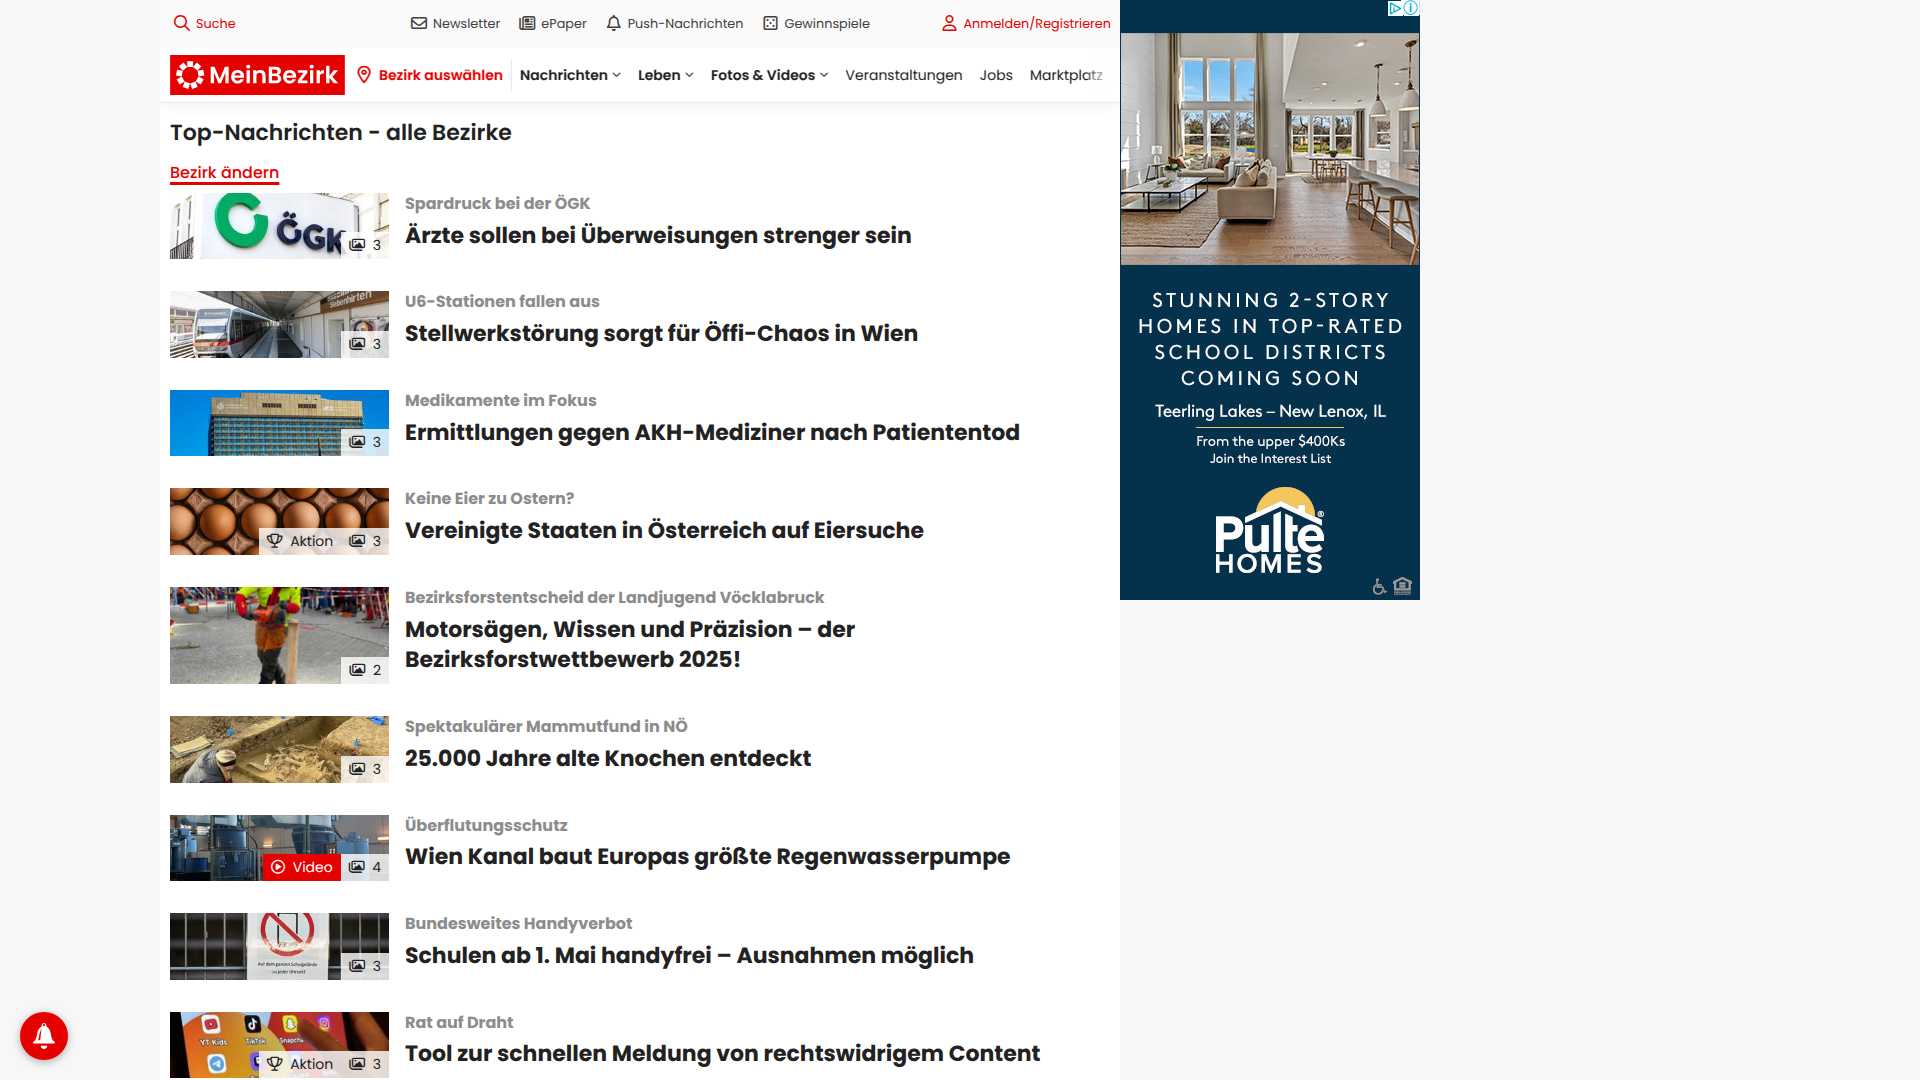 Suche
Newsletter
ePaper
Push-Nachrichten
Gewinnspiele
Anmelden/Registrieren
MeinBezirk
Bezirk auswählen
Nachrichten
Leben
Fotos & Videos
Veranstaltungen
Jobs
Marktplatz
Top-Nachrichten - alle Bezirke
Bezirk ändern
ÖGK
3
Spardruck bei der ÖGK
Ärzte sollen bei Überweisungen strenger sein
Siebenhirten
3
U6-Stationen fallen aus
Stellwerkstörung sorgt für Öffi-Chaos in Wien
3
Medikamente im Fokus
Ermittlungen gegen AKH-Mediziner nach Patiententod
Aktion
3
Keine Eier zu Ostern?
Vereinigte Staaten in Österreich auf Eiersuche
2
Bezirksforstentscheid der Landjugend Vöcklabruck
Motorsägen, Wissen und Präzision – der
Bezirksforstwettbewerb 2025!
3
Spektakulärer Mammutfund in NÖ
25.000 Jahre alte Knochen entdeckt
Video
4
Überflutungsschutz
Wien Kanal baut Europas größte Regenwasserpumpe
3
Bundesweites Handyverbot
Schulen ab 1. Mai handyfrei – Ausnahmen möglich
YT Kids
TikTok
Snapch
Aktion
3
Rat auf Draht
Tool zur schnellen Meldung von rechtswidrigem Content
STUNNING 2-STORY
HOMES IN TOP-RATED
SCHOOL DISTRICTS
COMING SOON
Teerling Lakes – New Lenox, IL
From the upper $400Ks
Join the Interest List
Pulte®
HOMES